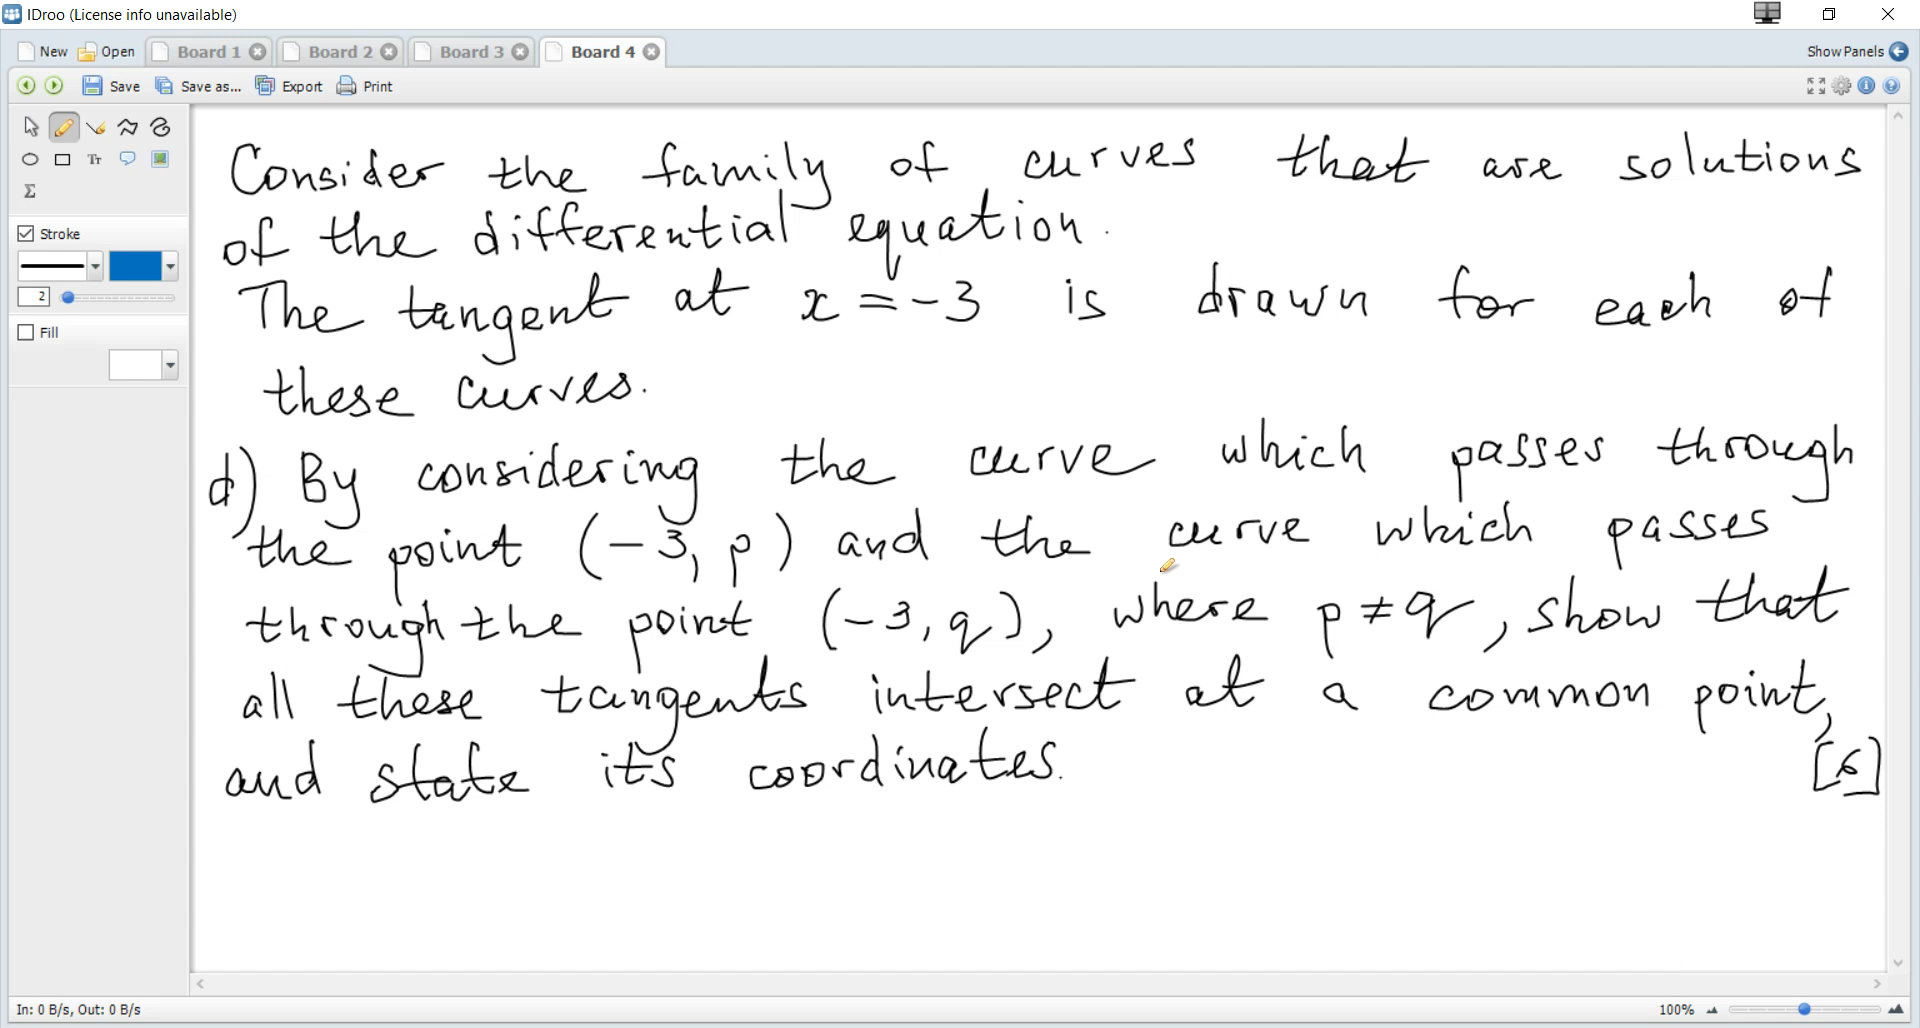 IDroo (License info unavailable)
New Open Board 1 Board 2 Board 3 Board 4 Show Panels
Save Save as... Export Print
Tr
Σ
Stroke
2
Fill
Consider the family of curves that are solutions
of the differential equation.
The tangent at x = -3 is drawn for each of
these curves.
d) By considering the curve which passes through
the point (-3, p) and the curve which passes
through the point (-3, q), where p ≠ q, show that
all these tangents intersect at a common point,
and state its coordinates. [6]
In: 0 B/s, Out: 0 B/s 100%